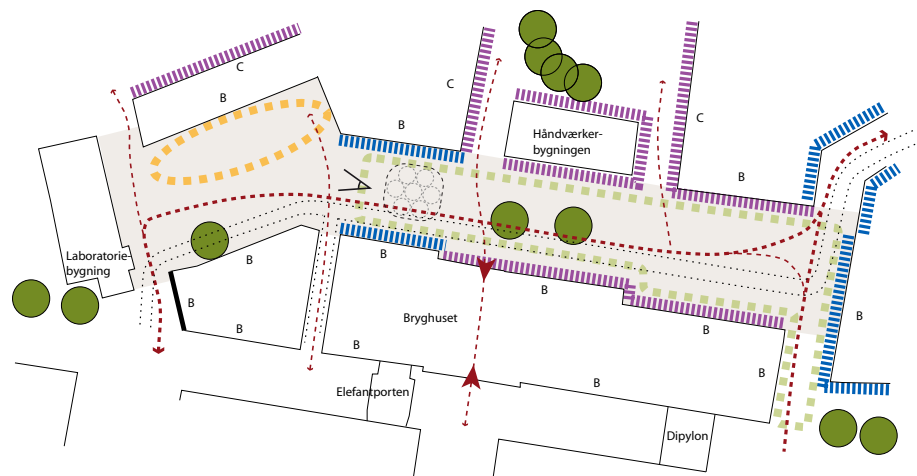 C
B
C
B
Håndværker-
bygningen
C
B
Laboratorie-
bygning
B
B
B
B
B
Bryghuset
B
B
B
B
B
B
Elefantporten
Dipylon